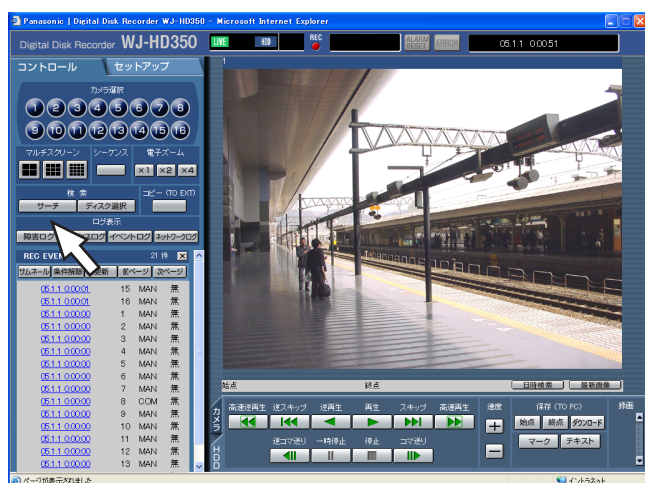 Panasonic | Digital Disk Recorder WJ-HD350 - Microsoft Internet Explorer
Digital Disk Recorder WJ-HD350
LIVE HDD REC ALARM RESET ERROR 05.1.1 0:00:51
コントロール セットアップ
カメラ選択
1 2 3 4 5 6 7 8
9 10 11 12 13 14 15 16
マルチスクリーン シーケンス 電子ズーム
×1 ×2 ×4
検 索 コピー (TO EXT)
サーチ ディスク選択
ログ表示
障害ログ スログ イベントログ ネットワークログ
REC EVEN 21 件
サムネール 条件解除 更新 前ページ 次ページ
05.1.1 0:00:01 15 MAN 無
05.1.1 0:00:01 16 MAN 無
05.1.1 0:00:00 1 MAN 無
05.1.1 0:00:00 2 MAN 無
05.1.1 0:00:00 3 MAN 無
05.1.1 0:00:00 4 MAN 無
05.1.1 0:00:00 5 MAN 無
05.1.1 0:00:00 6 MAN 無
05.1.1 0:00:00 7 MAN 無
05.1.1 0:00:00 8 COM 無
05.1.1 0:00:00 9 MAN 無
05.1.1 0:00:00 10 MAN 無
05.1.1 0:00:00 11 MAN 無
05.1.1 0:00:00 12 MAN 無
05.1.1 0:00:00 13 MAN 無
1
始点 終点 日時検索 最新画像
カメラ
HDD
高速逆再生 逆スキップ 逆再生 再生 スキップ 高速再生
逆コマ送り 一時停止 停止 コマ送り
速度
+
-
保存 (TO PC)
始点 終点 ダウンロード
マーク テキスト
録画
ページが表示されました イントラネット